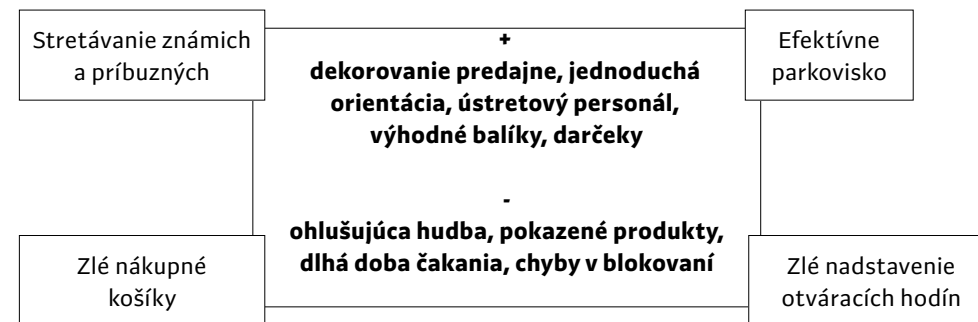 Stretávanie známich
a príbuzných
+
dekorovanie predajne, jednoduchá
orientácia, ústretový personál,
výhodné balíky, darčeky
Efektívne
parkovisko
-
ohlušujúca hudba, pokazené produkty,
dlhá doba čakania, chyby v blokovaní
Zlé nákupné
košíky
Zlé nadstavenie
otváracích hodín